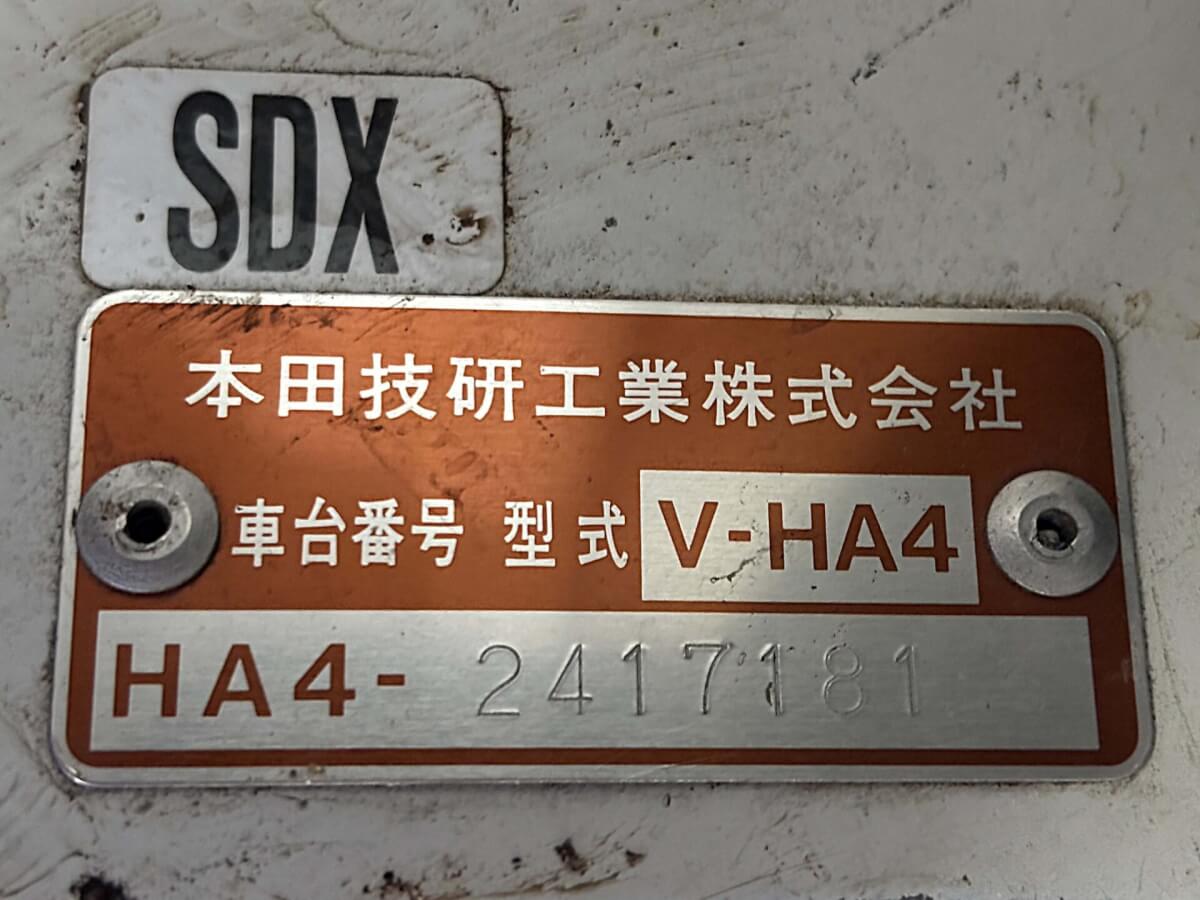 SDX
本田技研工業株式会社
車台番号 型式 V-HA4
HA4- 2417181